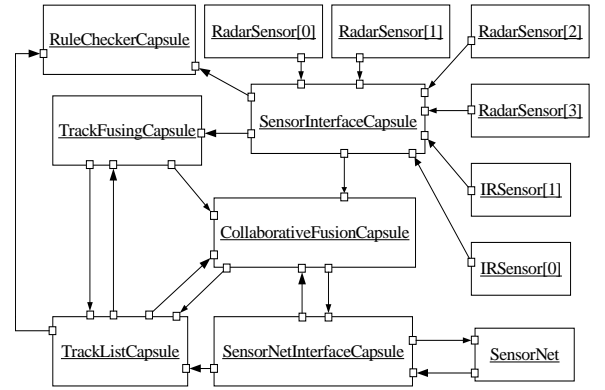 RuleCheckerCapsule
RadarSensor[0]
RadarSensor[1]
RadarSensor[2]
RadarSensor[3]
TrackFusingCapsule
SensorInterfaceCapsule
IRSensor[1]
CollaborativeFusionCapsule
IRSensor[0]
TrackListCapsule
SensorNetInterfaceCapsule
SensorNet